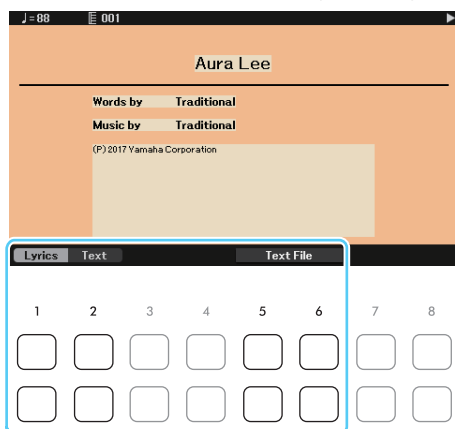 ♩= 88 001
Aura Lee
Words by Traditional
Music by Traditional
(P) 2017 Yamaha Corporation
Lyrics Text Text File
1 2 3 4 5 6 7 8